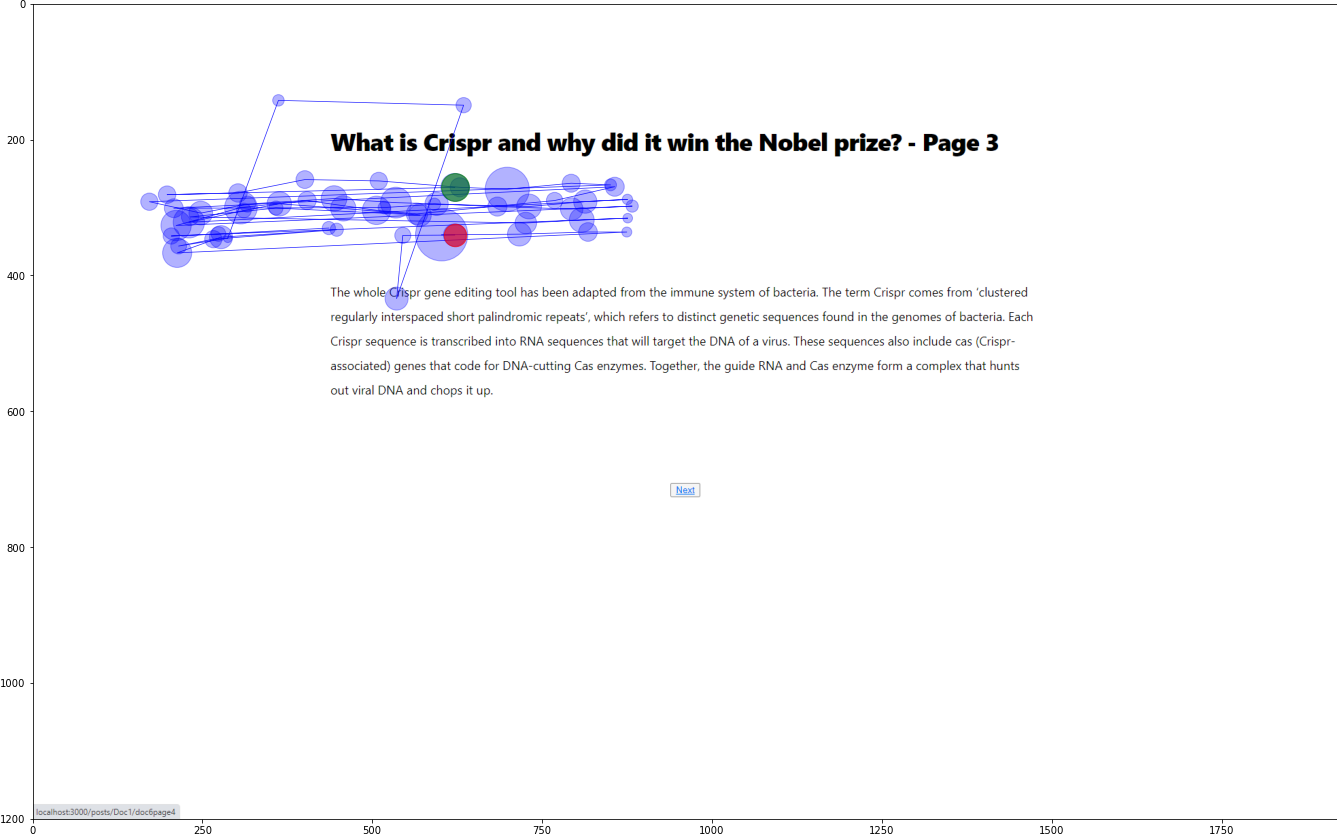 0
200
What is Crispr and why did it win the Nobel prize? - Page 3
400
The whole Crispr gene editing tool has been adapted from the immune system of bacteria. The term Crispr comes from ‘clustered
regularly interspaced short palindromic repeats’, which refers to distinct genetic sequences found in the genomes of bacteria. Each
Crispr sequence is transcribed into RNA sequences that will target the DNA of a virus. These sequences also include cas (Crispr-
associated) genes that code for DNA-cutting Cas enzymes. Together, the guide RNA and Cas enzyme form a complex that hunts
out viral DNA and chops it up.
600
Next
800
1000
localhost:3000/posts/Doc1/doc6page4
1200
0 250 500 750 1000 1250 1500 1750